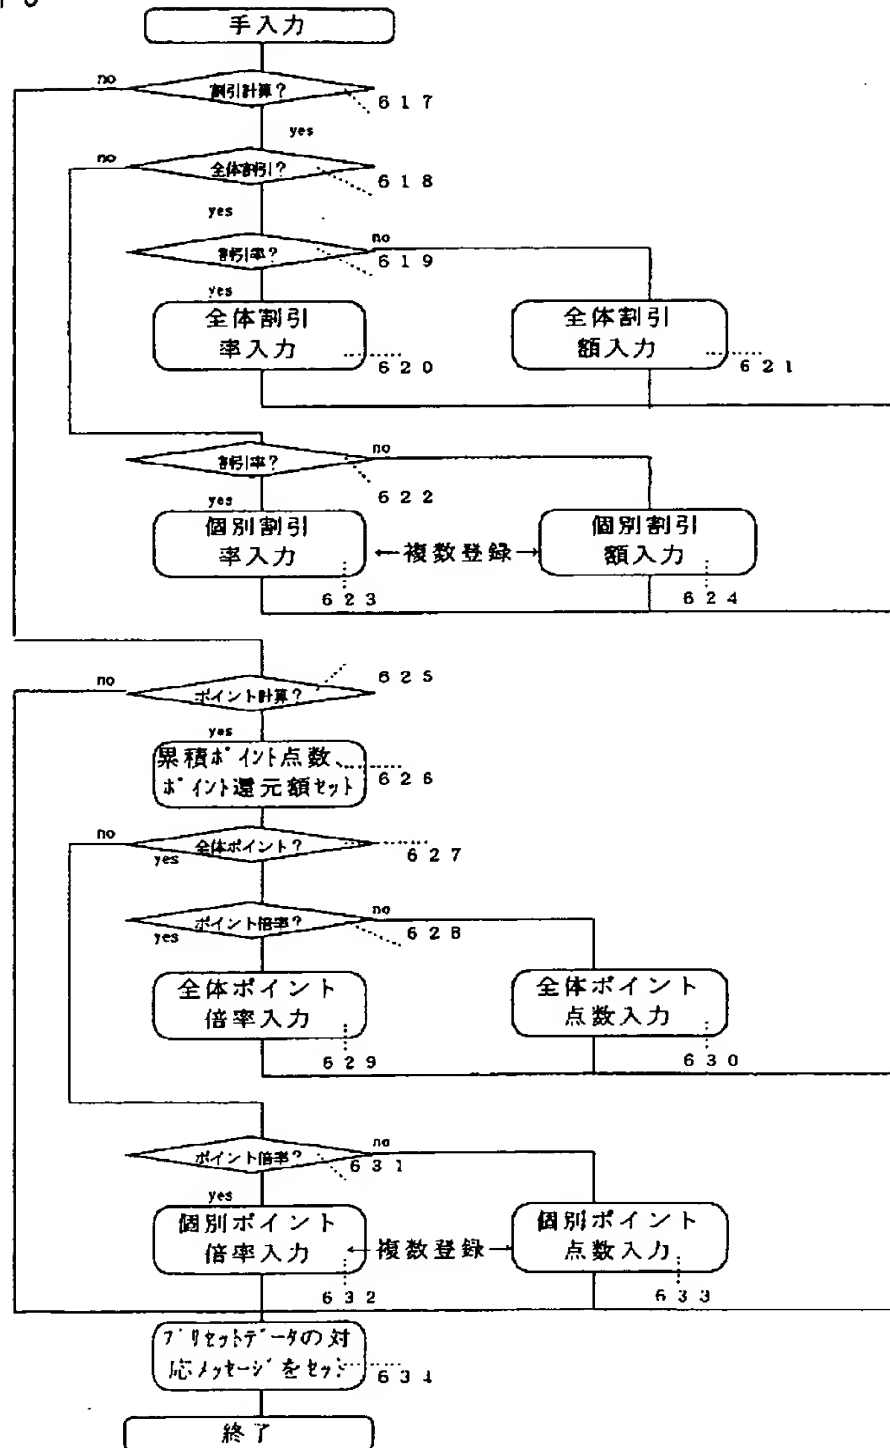 手入力
no
割引計算?
617
yes
no
全体割引?
618
yes
no
割引率?
619
yes
全体割引
率入力
620
全体割引
額入力
621
no
割引率?
622
yes
個別割引
率入力
623
←複数登録→
個別割引
額入力
624
625
no
ポイント計算?
yes
累積ポイント点数、
ポイント還元額セット
626
no
全体ポイント?
627
yes
no
ポイント倍率?
628
yes
全体ポイント
倍率入力
629
全体ポイント
点数入力
630
no
ポイント倍率?
631
yes
個別ポイント
倍率入力
632
←複数登録→
個別ポイント
点数入力
633
プリセットデータの対
応メッセージをセット
634
終了